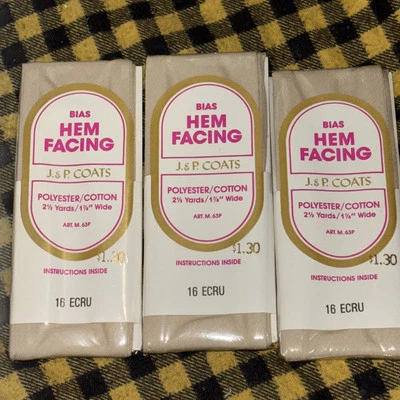 BIAS
HEM
FACING
J.&P. COATS
POLYESTER/COTTON
2½ Yards/1⅞" Wide
ART. M. 63P
$1.30
INSTRUCTIONS INSIDE
16 ECRU
BIAS
HEM
FACING
J.&P. COATS
POLYESTER/COTTON
2½ Yards/1⅞" Wide
ART. M. 63P
$1.30
INSTRUCTIONS INSIDE
16 ECRU
BIAS
HEM
FACING
J.&P. COATS
POLYESTER/COTTON
2½ Yards/1⅞" Wide
ART. M. 63P
$1.30
INSTRUCTIONS INSIDE
16 ECRU